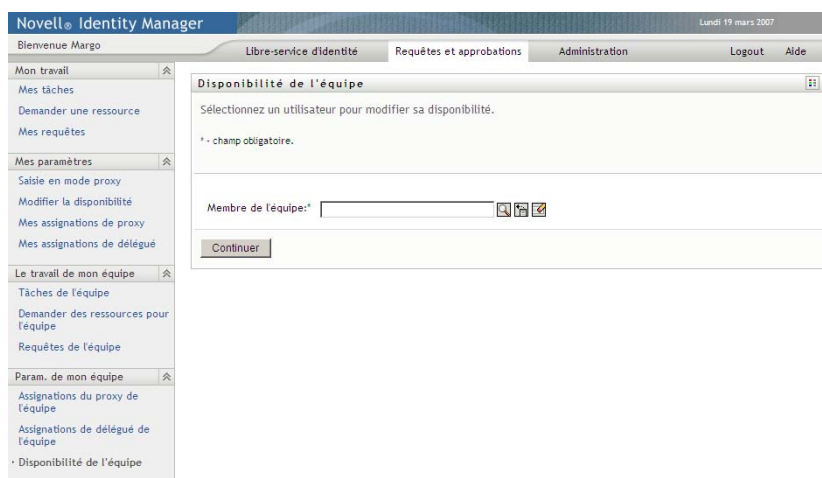 Novell® Identity Manager
Lundi 19 mars 2007
Bienvenue Margo
Libre-service d'identité
Requêtes et approbations
Administration
Logout
Aide
Mon travail
Mes tâches
Demander une ressource
Mes requêtes
Mes paramètres
Saisie en mode proxy
Modifier la disponibilité
Mes assignations de proxy
Mes assignations de délégué
Le travail de mon équipe
Tâches de l'équipe
Demander des ressources pour
l'équipe
Requêtes de l'équipe
Param. de mon équipe
Assignations du proxy de
l'équipe
Assignations de délégué de
l'équipe
Disponibilité de l'équipe
Disponibilité de l'équipe
Sélectionnez un utilisateur pour modifier sa disponibilité.
* - champ obligatoire.
Membre de l'équipe:*
Continuer